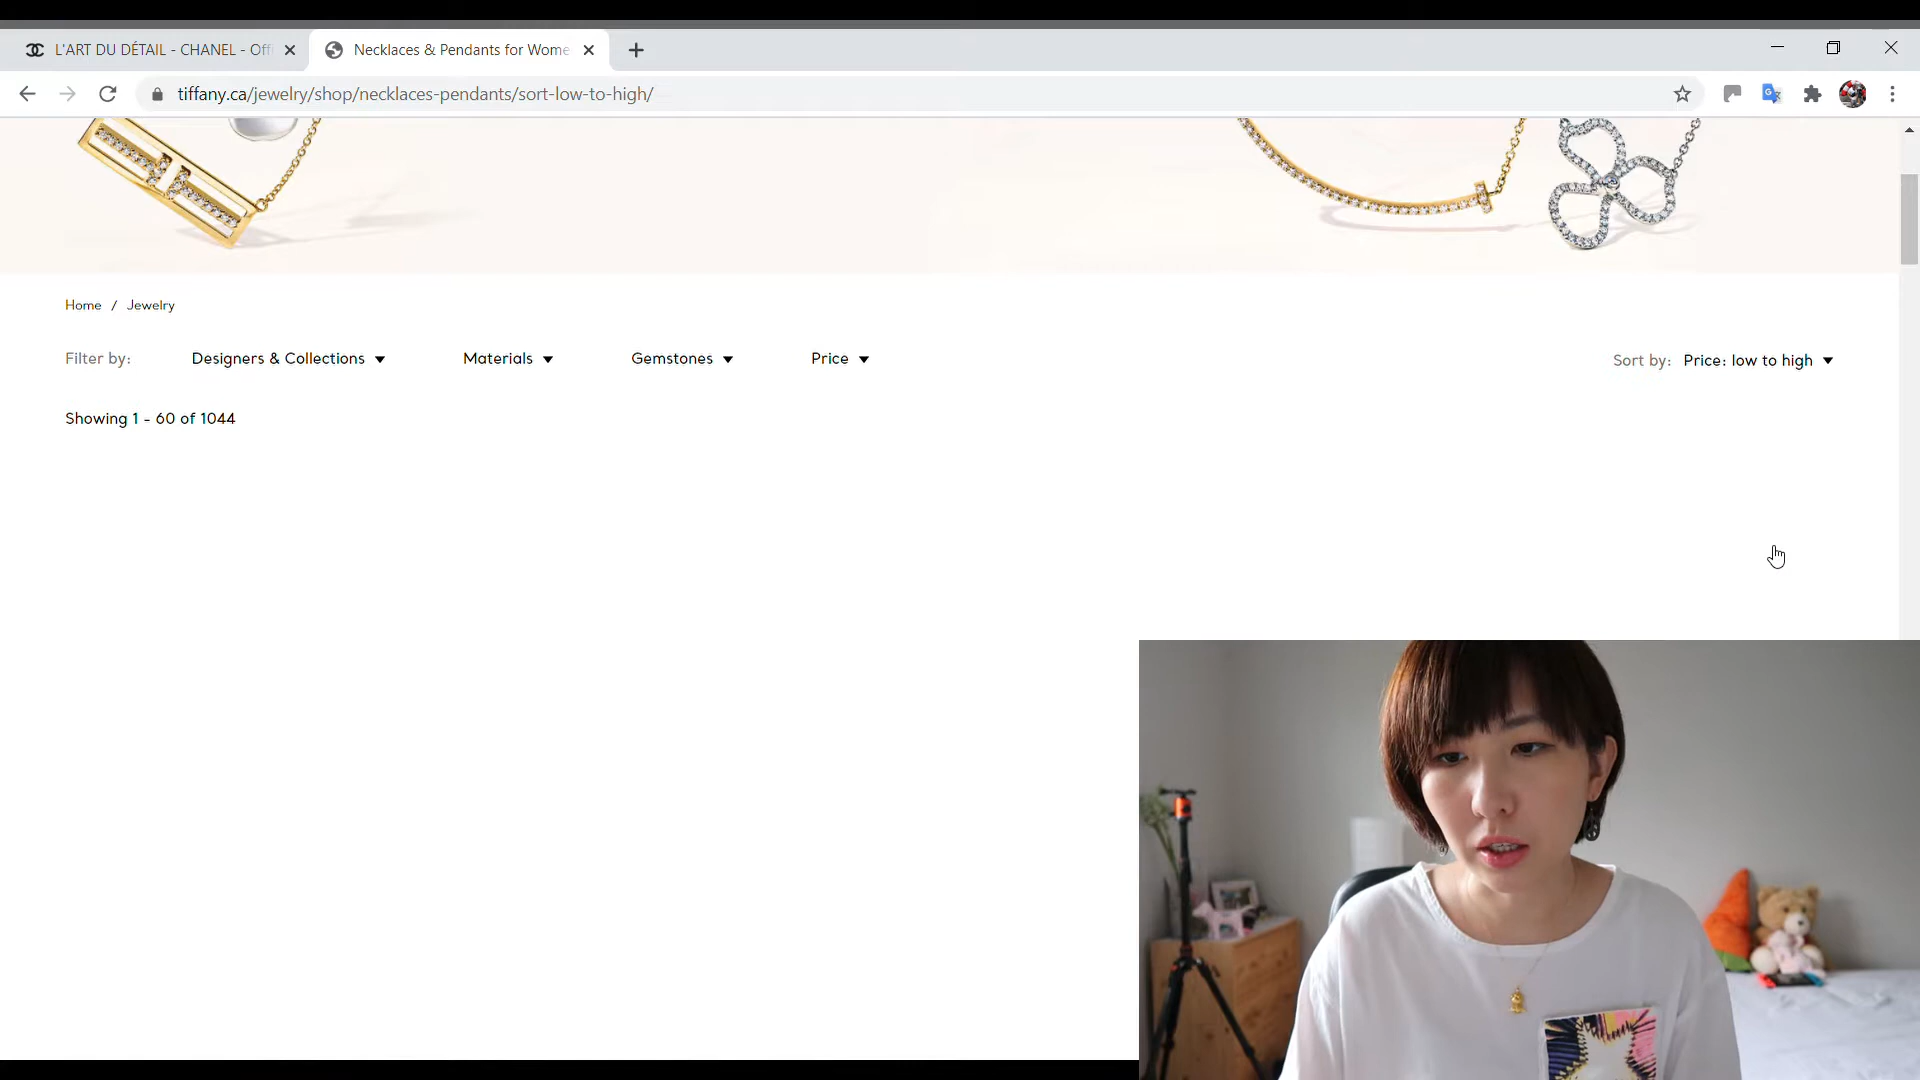 L'ART DU DÉTAIL - CHANEL - Offi
Necklaces & Pendants for Wome
tiffany.ca/jewelry/shop/necklaces-pendants/sort-low-to-high/
Home / Jewelry
Filter by: Designers & Collections Materials Gemstones Price Sort by: Price: low to high
Showing 1 - 60 of 1044